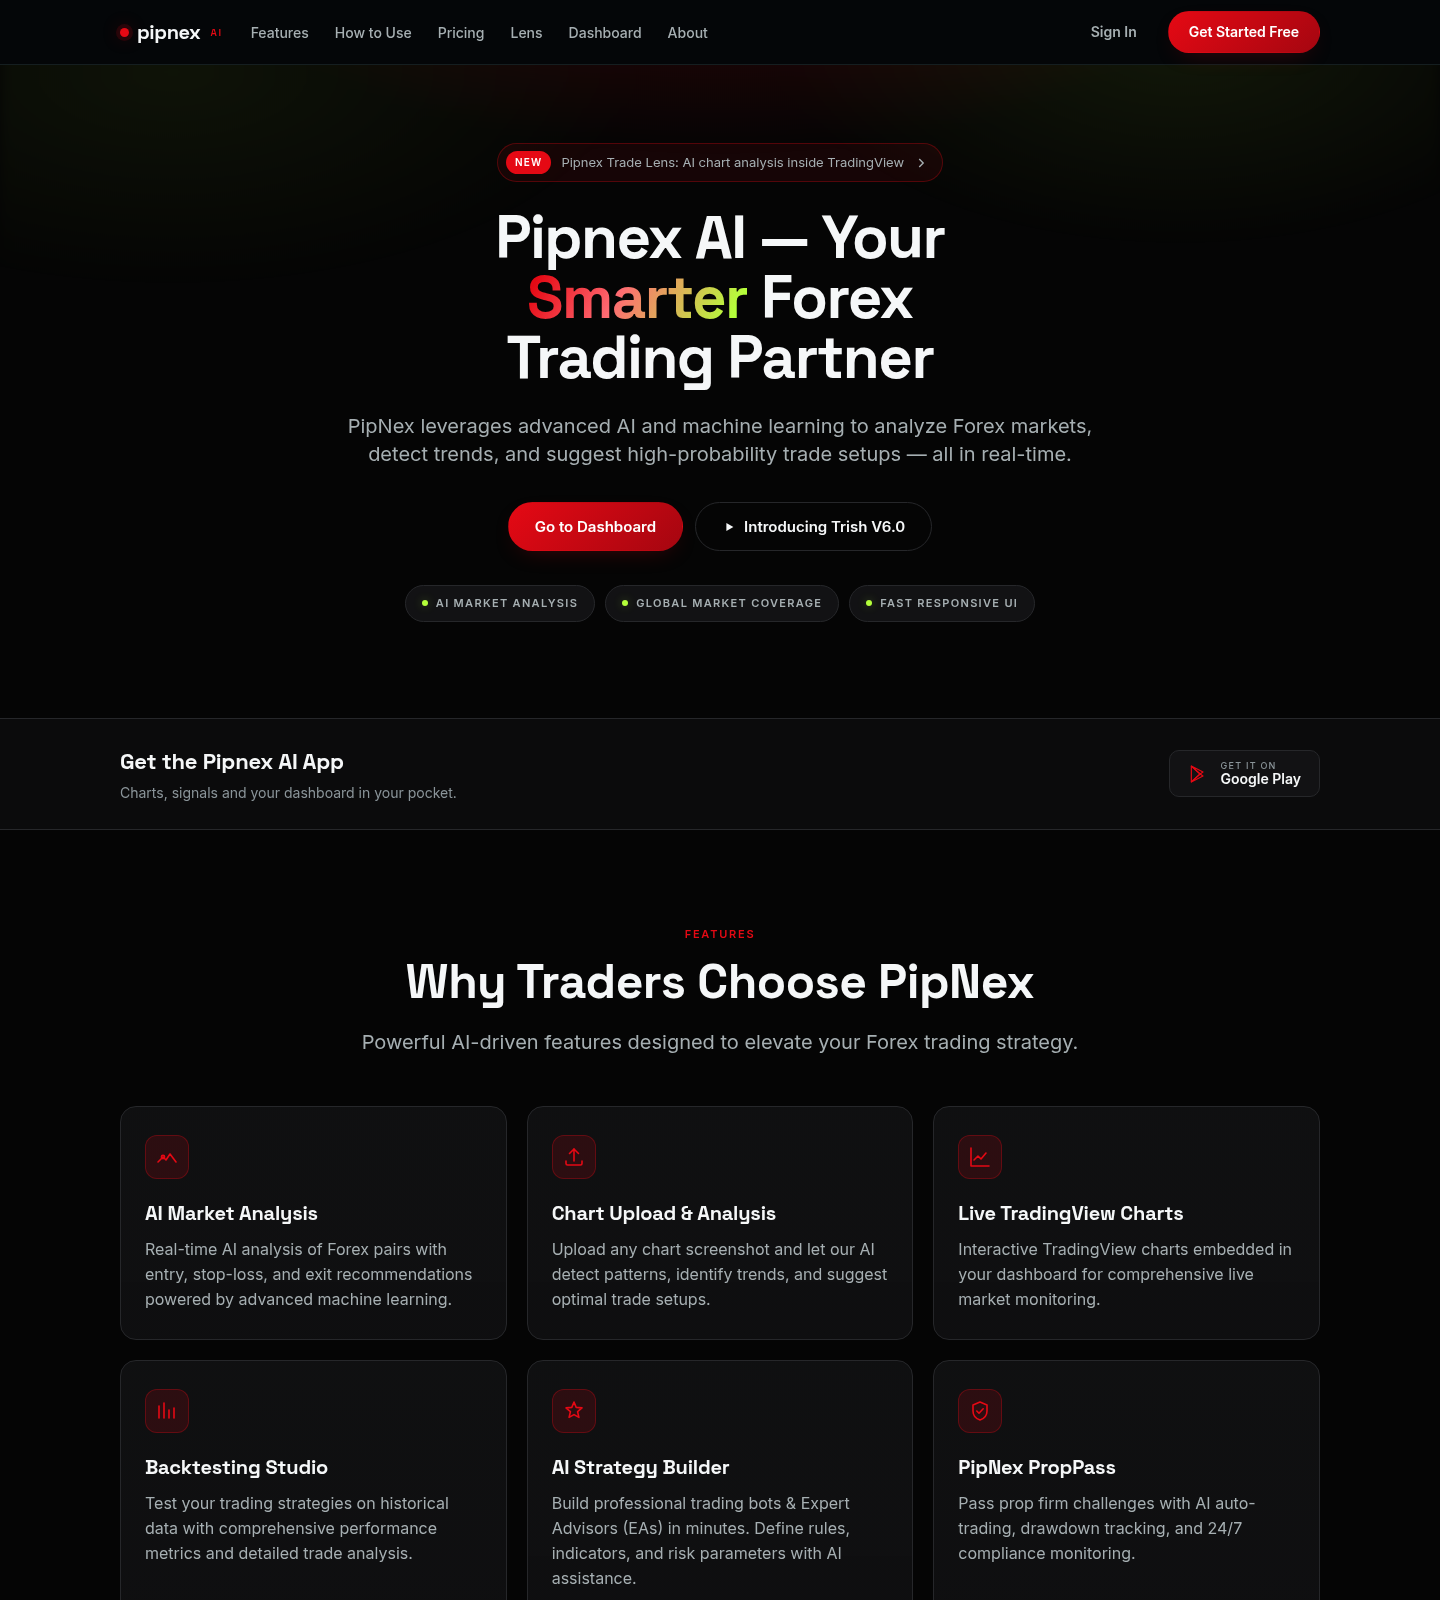 pipnex AI Features How to Use Pricing Lens Dashboard About Sign In Get Started Free
NEW Pipnex Trade Lens: AI chart analysis inside TradingView
Pipnex AI — Your
Smarter Forex
Trading Partner
PipNex leverages advanced AI and machine learning to analyze Forex markets,
detect trends, and suggest high-probability trade setups — all in real-time.
Go to Dashboard Introducing Trish V6.0
AI MARKET ANALYSIS GLOBAL MARKET COVERAGE FAST RESPONSIVE UI
Get the Pipnex AI App
Charts, signals and your dashboard in your pocket.
GET IT ON
Google Play
FEATURES
Why Traders Choose PipNex
Powerful AI-driven features designed to elevate your Forex trading strategy.
AI Market Analysis
Real-time AI analysis of Forex pairs with
entry, stop-loss, and exit recommendations
powered by advanced machine learning.
Chart Upload & Analysis
Upload any chart screenshot and let our AI
detect patterns, identify trends, and suggest
optimal trade setups.
Live TradingView Charts
Interactive TradingView charts embedded in
your dashboard for comprehensive live
market monitoring.
Backtesting Studio
Test your trading strategies on historical
data with comprehensive performance
metrics and detailed trade analysis.
AI Strategy Builder
Build professional trading bots & Expert
Advisors (EAs) in minutes. Define rules,
indicators, and risk parameters with AI
assistance.
PipNex PropPass
Pass prop firm challenges with AI auto-
trading, drawdown tracking, and 24/7
compliance monitoring.